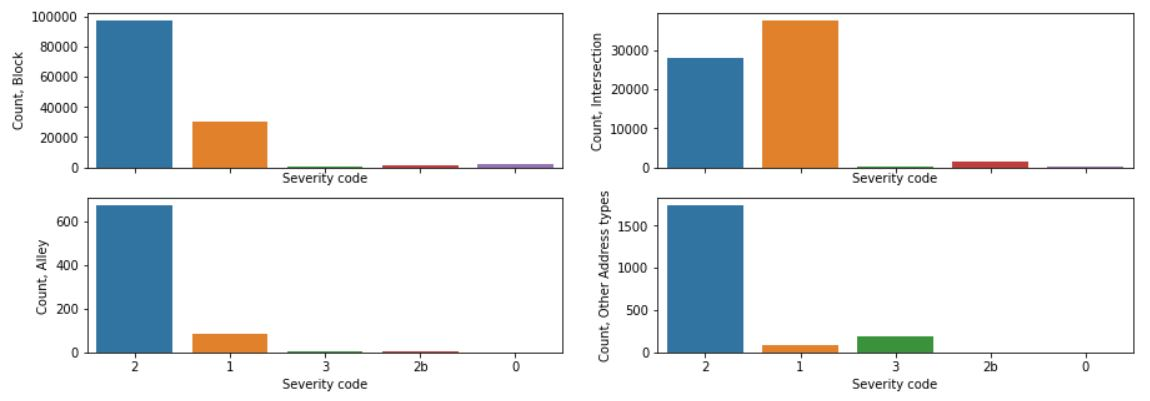 Count, Block
100000
80000
60000
40000
20000
0
Severity code
Count, Intersection
30000
20000
10000
0
Severity code
Count, Alley
600
400
200
0
2 1 3 2b 0
Severity code
Count, Other Address types
1500
1000
500
0
2 1 3 2b 0
Severity code